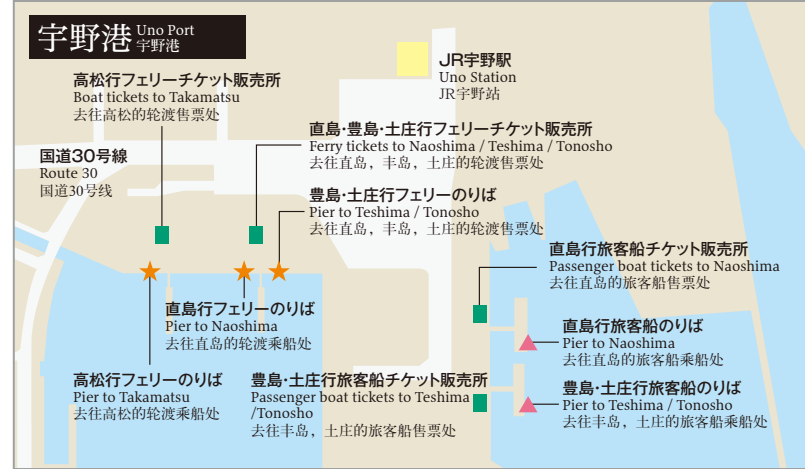 宇野港
Uno Port
宇野港
JR宇野駅
Uno Station
JR宇野站
高松行フェリーチケット販売所
Boat tickets to Takamatsu
去往高松的轮渡售票处
直島・豊島・土庄行フェリーチケット販売所
Ferry tickets to Naoshima / Teshima / Tonosho
去往直岛，丰岛，土庄的轮渡售票处
国道30号線
Route 30
国道30号线
豊島・土庄行フェリーのりば
Pier to Teshima / Tonosho
去往直岛，丰岛，土庄的轮渡售票处
直島行旅客船チケット販売所
Passenger boat tickets to Naoshima
去往直岛的旅客船售票处
直島行フェリーのりば
Pier to Naoshima
去往直岛的轮渡乘船处
直島行旅客船のりば
Pier to Naoshima
去往直岛的旅客船乘船处
高松行フェリーのりば
Pier to Takamatsu
去往高松的轮渡乘船处
豊島・土庄行旅客船チケット販売所
Passenger boat tickets to Teshima
/Tonosho
去往丰岛，土庄的旅客船售票处
豊島・土庄行旅客船のりば
Pier to Teshima / Tonosho
去往丰岛，土庄的旅客船乘船处